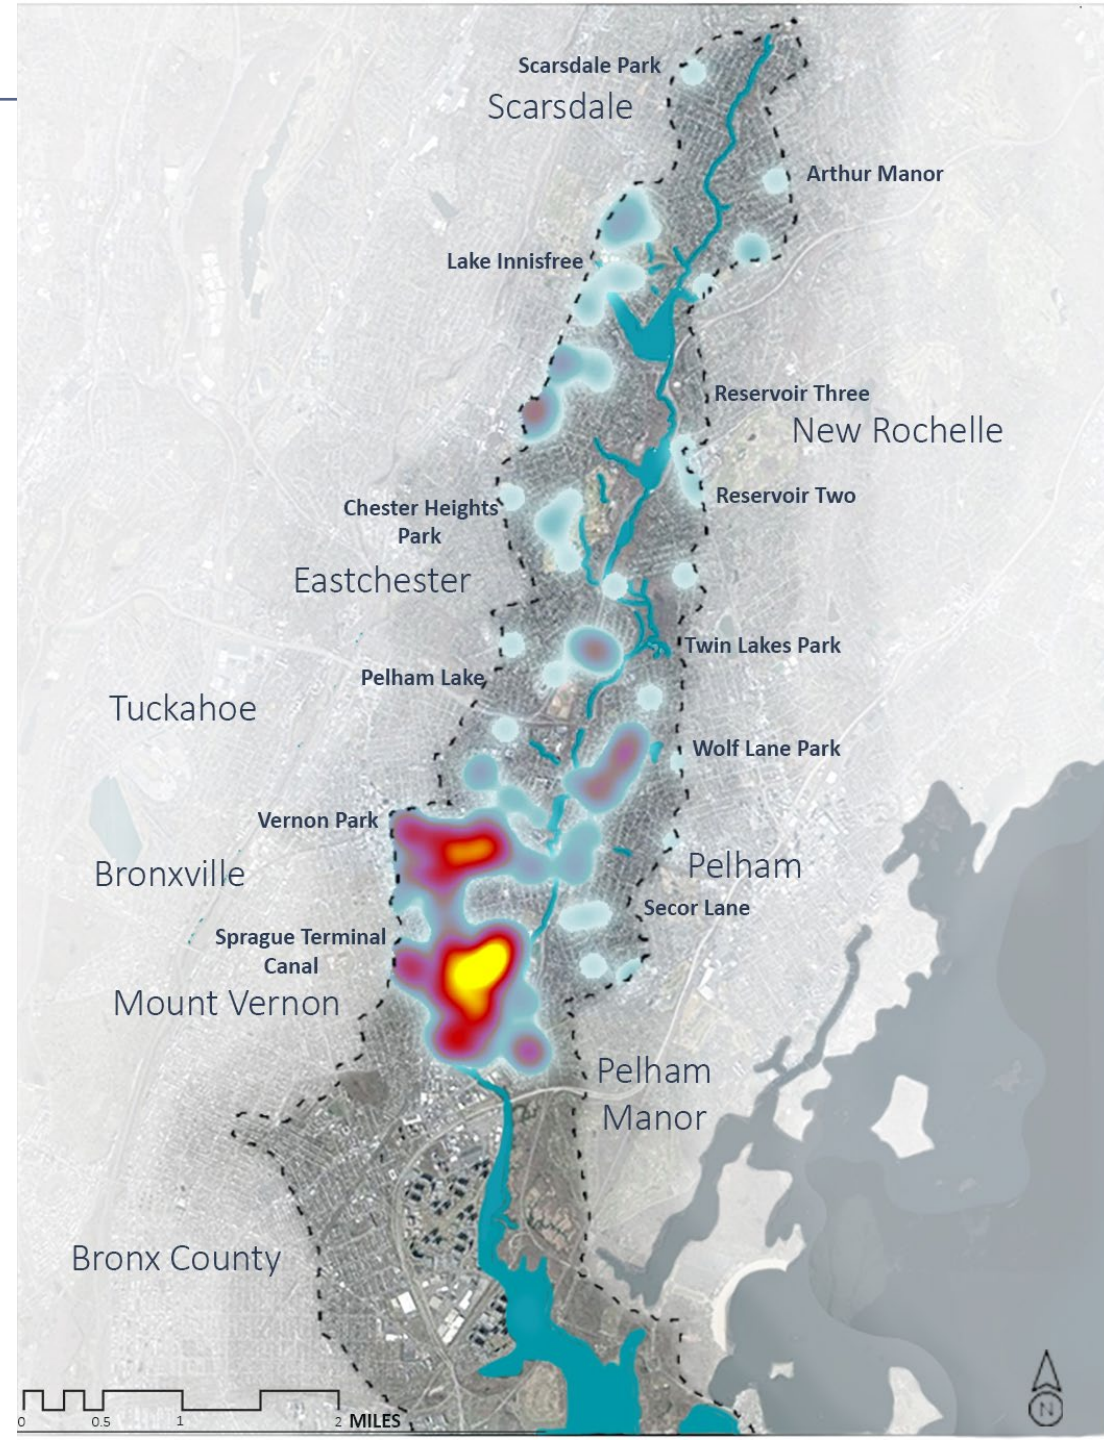 Scarsdale Park
Scarsdale
Arthur Manor
Lake Innisfree
Reservoir Three
New Rochelle
Reservoir Two
Chester Heights
Park
Eastchester
Twin Lakes Park
Pelham Lake
Tuckahoe
Wolf Lane Park
Vernon Park
Bronxville
Pelham
Secor Lane
Sprague Terminal
Canal
Mount Vernon
Pelham
Manor
Bronx County
0 0.5 1 2 MILES
N